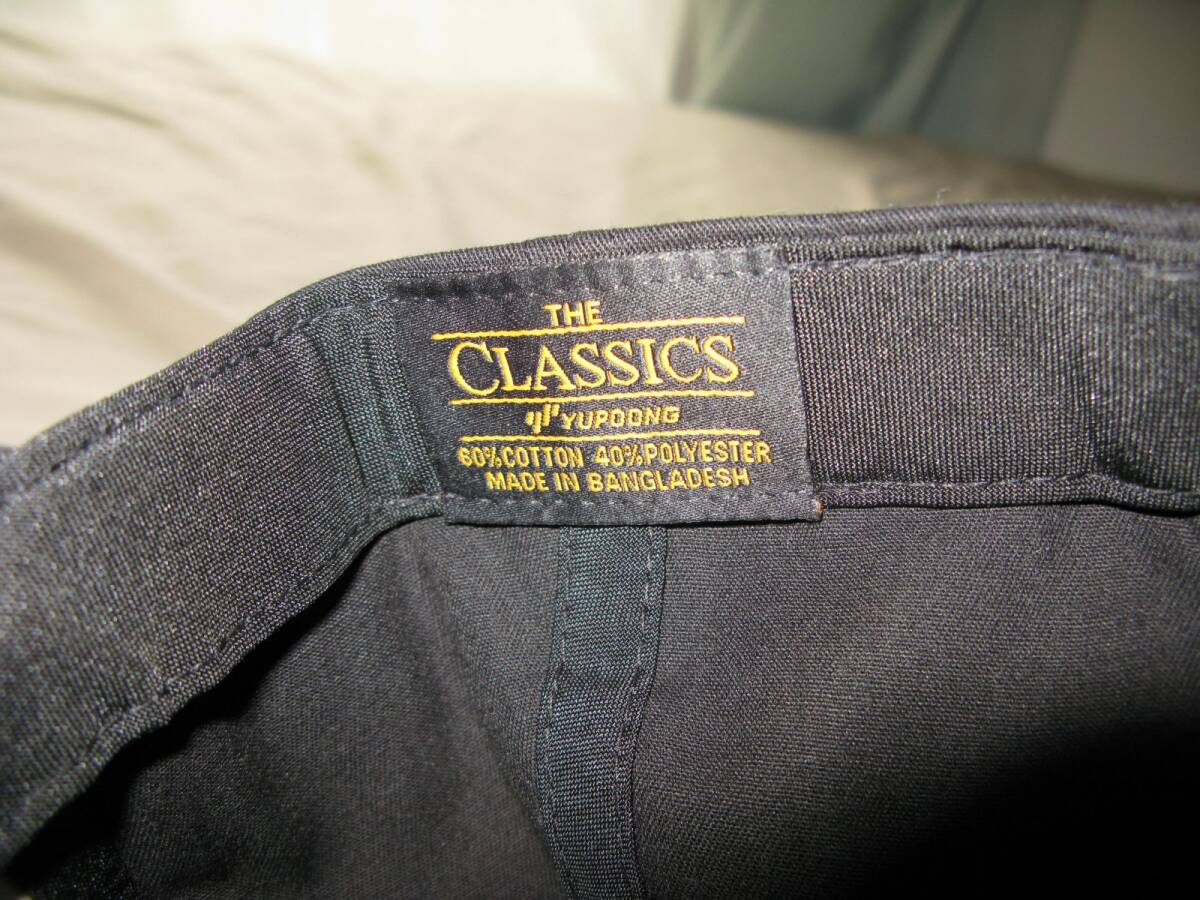 THE
CLASSICS
YUPOONG
60%COTTON 40%POLYESTER
MADE IN BANGLADESH